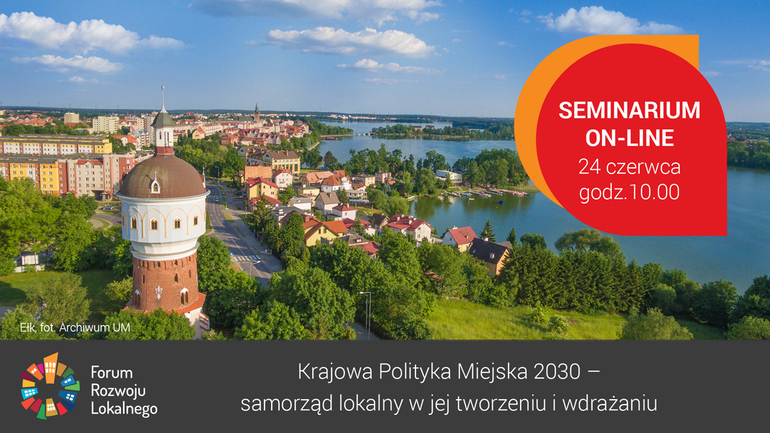 SEMINARIUM
ON-LINE
24 czerwca
godz.10.00
Ełk, fot. Archiwum UM
Forum
Rozwoju
Lokalnego
Krajowa Polityka Miejska 2030 –
samorząd lokalny w jej tworzeniu i wdrażaniu